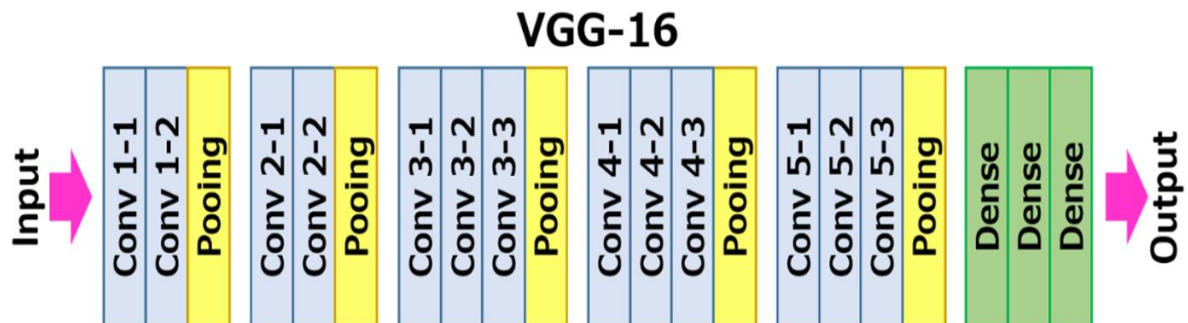 VGG-16
Input
Conv 1-1
Conv 1-2
Pooing
Conv 2-1
Conv 2-2
Pooing
Conv 3-1
Conv 3-2
Conv 3-3
Pooing
Conv 4-1
Conv 4-2
Conv 4-3
Pooing
Conv 5-1
Conv 5-2
Conv 5-3
Pooing
Dense
Dense
Dense
Output